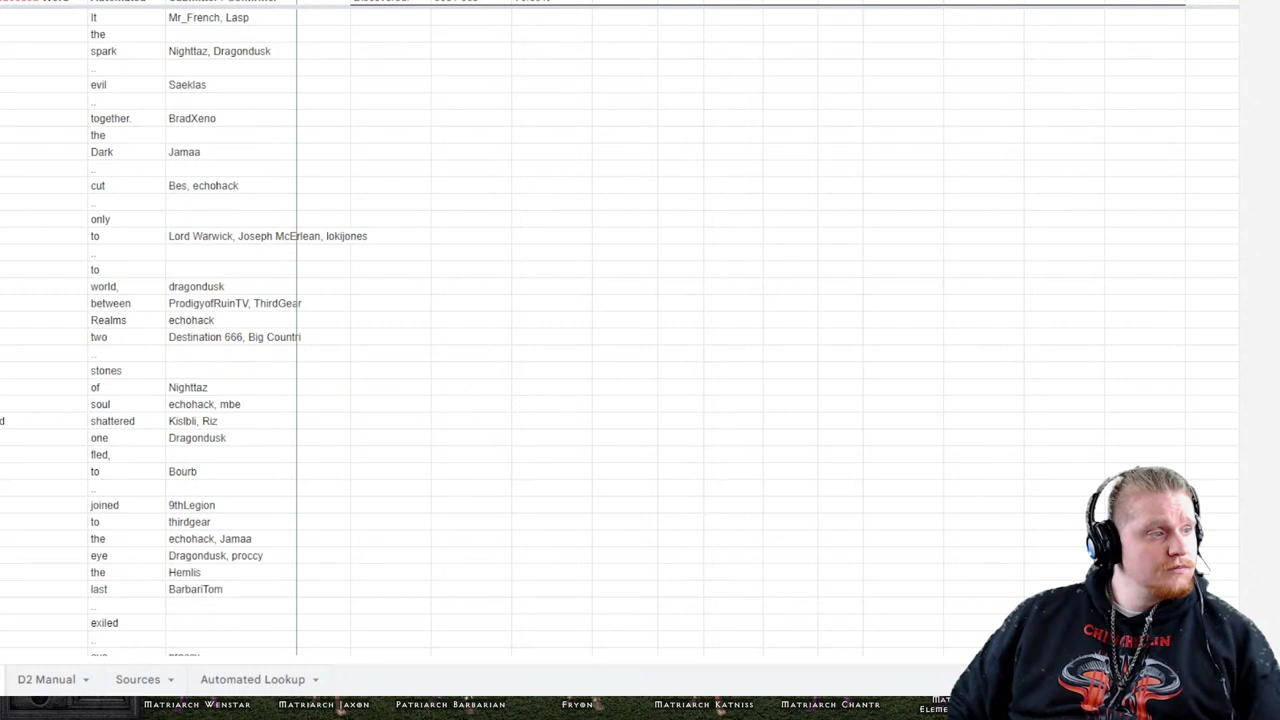 It Mr_French, Lasp
the
spark Nighttaz, Dragondusk
..
evil Saeklas
..
together. BradXeno
the
Dark Jamaa
..
cut Bes, echohack
..
only
to Lord Warwick, Joseph McErlean, lokijones
..
to
world, dragondusk
between ProdigyofRuinTV, ThirdGear
Realms echohack
two Destination 666, Big Countri
..
stones
of Nighttaz
soul echohack, mbe
d shattered Kislbli, Riz
one Dragondusk
fled,
to Bourb
..
joined 9thLegion
to thirdgear
the echohack, Jamaa
eye Dragondusk, proccy
the Hemlis
last BarbariTom
..
exiled
..
D2 Manual Sources Automated Lookup
Matriarch Wenstar Matriarch Jaxon Patriarch Barbarian Fryon Matriarch Katniss Matriarch Chantr